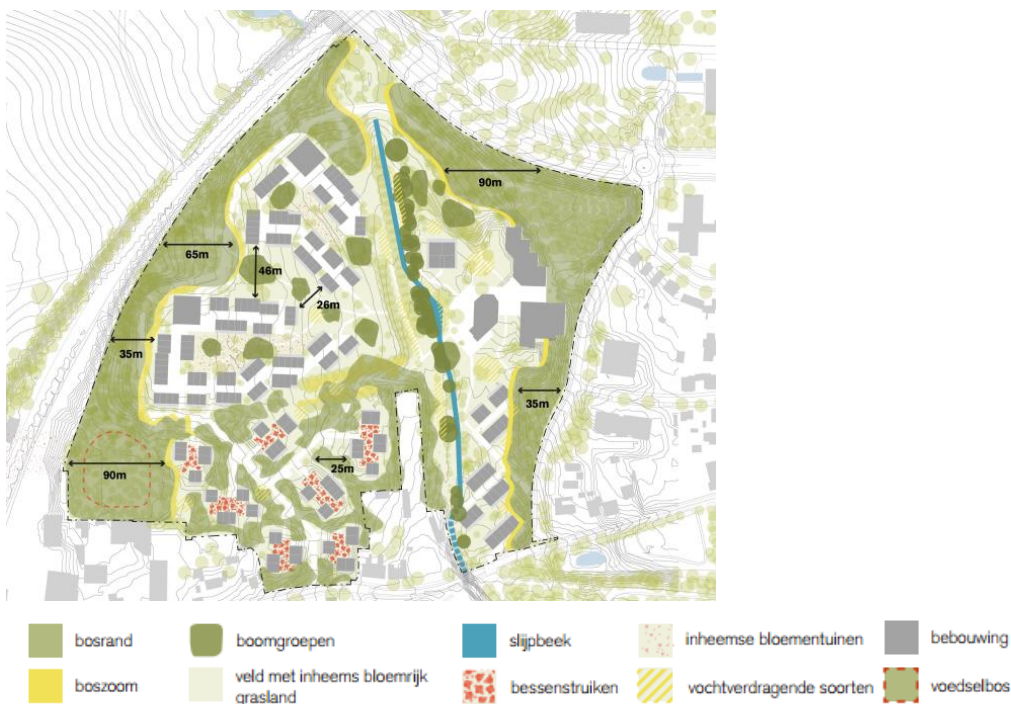 90m
65m
46m
26m
35m
35m
25m
90m
bosrand
boomgroepen
slijpbeek
inheemse bloementuinen
bebouwing
boszoom
veld met inheems bloemrijk
grasland
bessenstruiken
vochtverdragende soorten
voedselbos